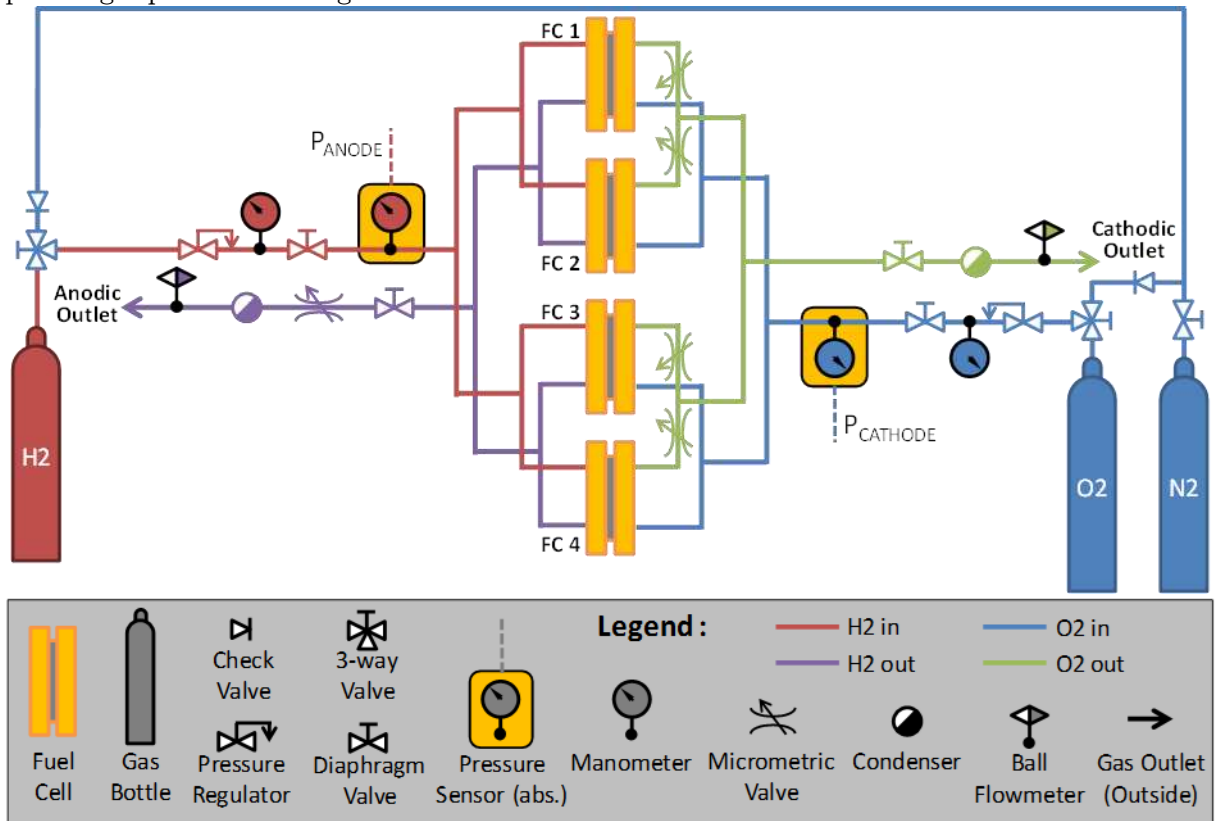 FC 1
P ANODE
FC 2
Cathodic
Outlet
Anodic
Outlet
FC 3
P CATHODE
H2
O2
N2
FC 4
Legend :
H2 in
O2 in
H2 out
O2 out
Check
Valve
3-way
Valve
Fuel
Cell
Gas
Bottle
Pressure
Regulator
Diaphragm
Valve
Pressure
Sensor (abs.)
Manometer
Micrometric
Valve
Condenser
Ball
Flowmeter
Gas Outlet
(Outside)